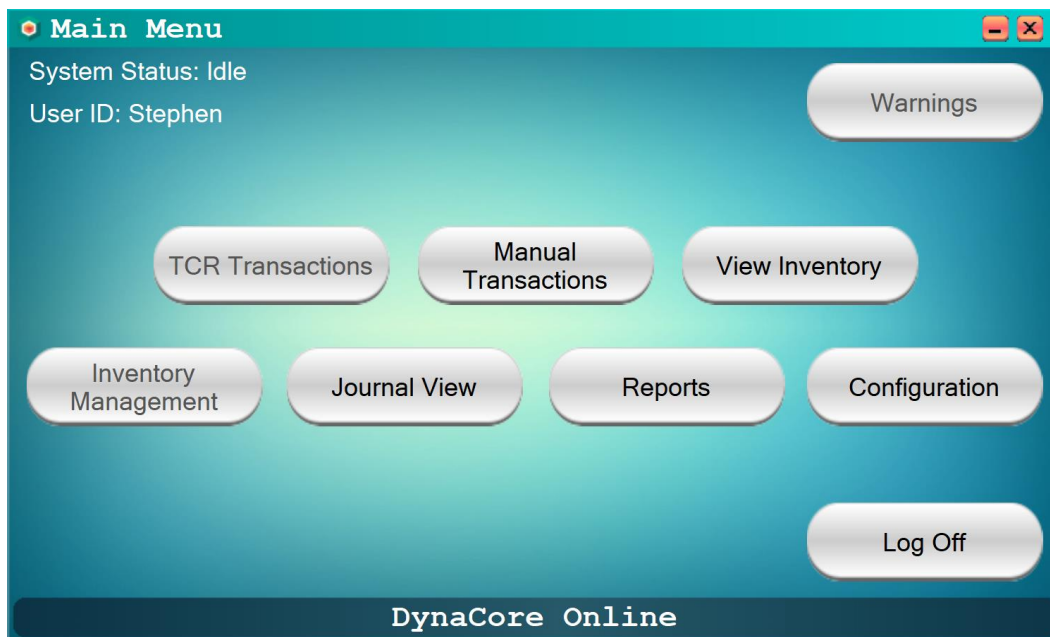 Main Menu
System Status: Idle
User ID: Stephen
Warnings
TCR Transactions
Manual
Transactions
View Inventory
Inventory
Management
Journal View
Reports
Configuration
Log Off
DynaCore Online